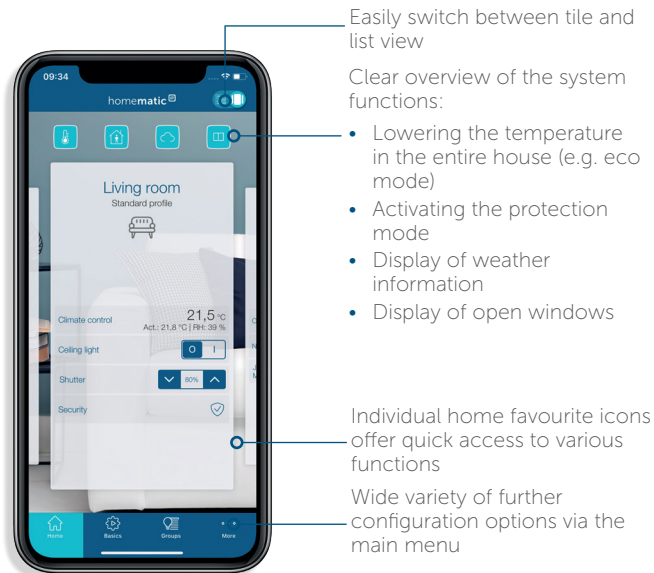 Easily switch between tile and
list view
Clear overview of the system
functions:
• Lowering the temperature
in the entire house (e.g. eco
mode)
• Activating the protection
mode
• Display of weather
information
• Display of open windows
Individual home favourite icons
offer quick access to various
functions
Wide variety of further
configuration options via the
main menu
09:34
homematic IP
Living room
Standard profile
Climate control
21,5 °C
Act.: 21,8 °C | RH: 39 %
Ceiling light
O I
Shutter
80%
Security
Home
Basics
Groups
More